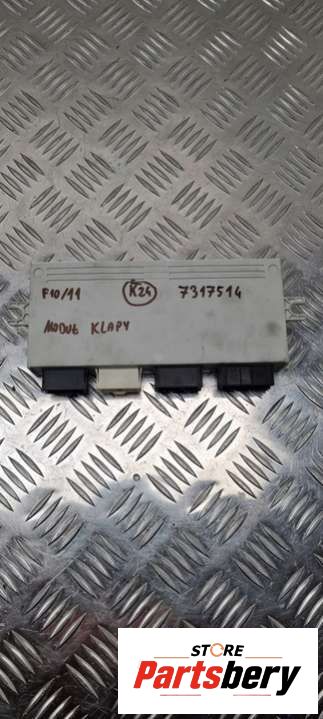 F10/11 K24 7317514
MODUŁ KLAPY
STORE
Partsbery